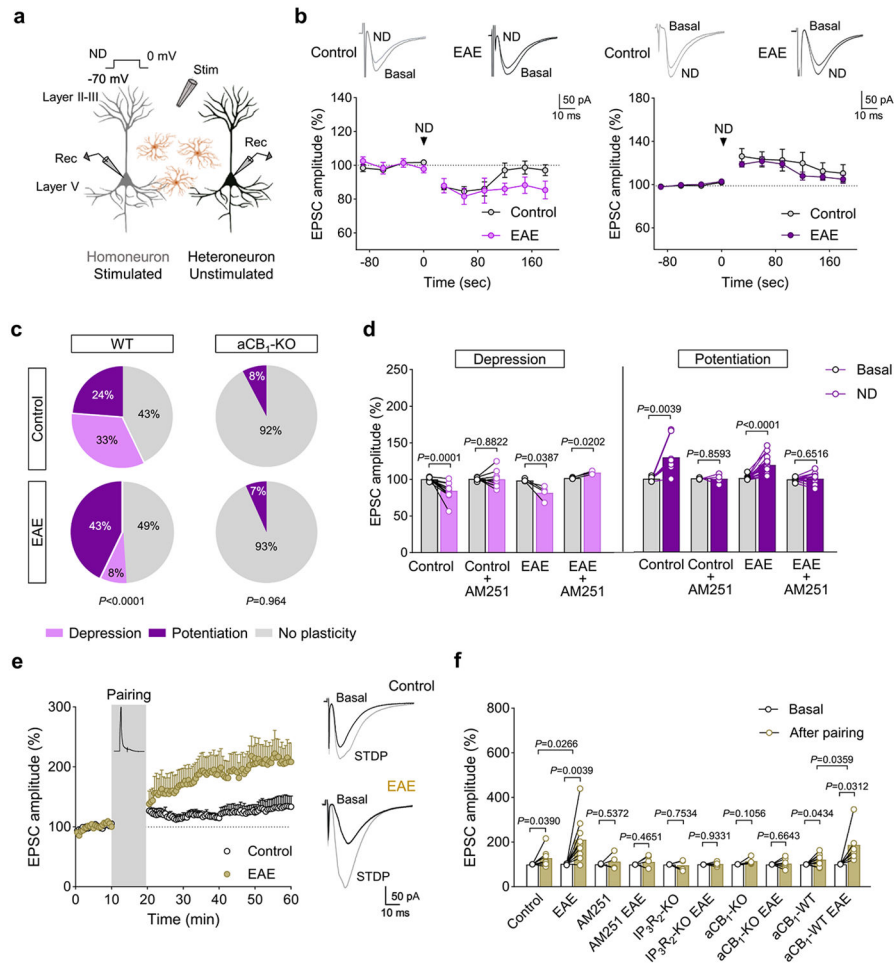 a
ND
0 mV
-70 mV
Stim
Layer II-III
Rec
Rec
Layer V
Homoneuron
Stimulated
Heteroneuron
Unstimulated
b
Control
ND
Basal
EAE
ND
Basal
50 pA
10 ms
Control
Basal
ND
EAE
Basal
ND
50 pA
10 ms
EPSC amplitude (%)
140
120
100
80
60
ND
Control
EAE
-80
0
80
160
Time (sec)
EPSC amplitude (%)
160
140
120
100
80
60
ND
Control
EAE
-80
0
80
160
Time (sec)
c
WT
aCB1-KO
Control
24%
43%
33%
8%
92%
EAE
43%
49%
8%
7%
93%
P<0.0001
P=0.964
Depression
Potentiation
No plasticity
d
Depression
Potentiation
Basal
ND
EPSC amplitude (%)
250
200
150
100
50
0
P=0.0001
P=0.8822
P=0.0387
P=0.0202
P=0.0039
P=0.8593
P<0.0001
P=0.6516
Control
Control + AM251
EAE
EAE + AM251
Control
Control + AM251
EAE
EAE + AM251
e
Pairing
EPSC amplitude (%)
300
200
100
0
Control
EAE
0
10
20
30
40
50
60
Time (min)
Basal
Control
STDP
EAE
Basal
STDP
50 pA
10 ms
f
Basal
After pairing
EPSC amplitude (%)
800
600
400
200
0
P=0.0266
P=0.0390
P=0.0039
P=0.5372
P=0.4651
P=0.7534
P=0.9331
P=0.1056
P=0.6643
P=0.0434
P=0.0359
P=0.0312
Control
EAE
AM251
AM251 EAE
IP3R2-KO
IP3R2-KO EAE
aCB1-KO
aCB1-KO EAE
aCB1-WT
aCB1-WT EAE